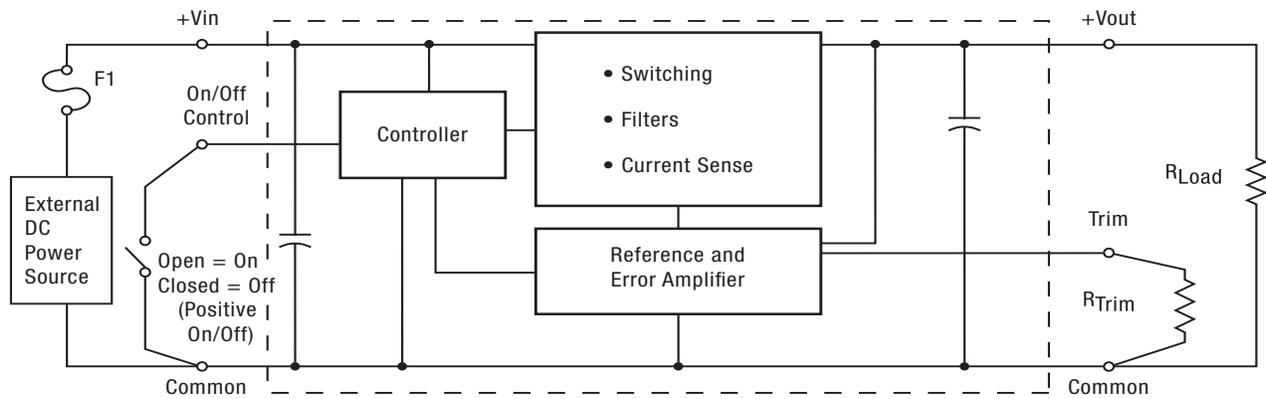 +Vin
+Vout
F1
On/Off
Control
Controller
• Switching
• Filters
• Current Sense
RLoad
External
DC
Power
Source
Open = On
Closed = Off
(Positive
On/Off)
Reference and
Error Amplifier
Trim
RTrim
Common
Common